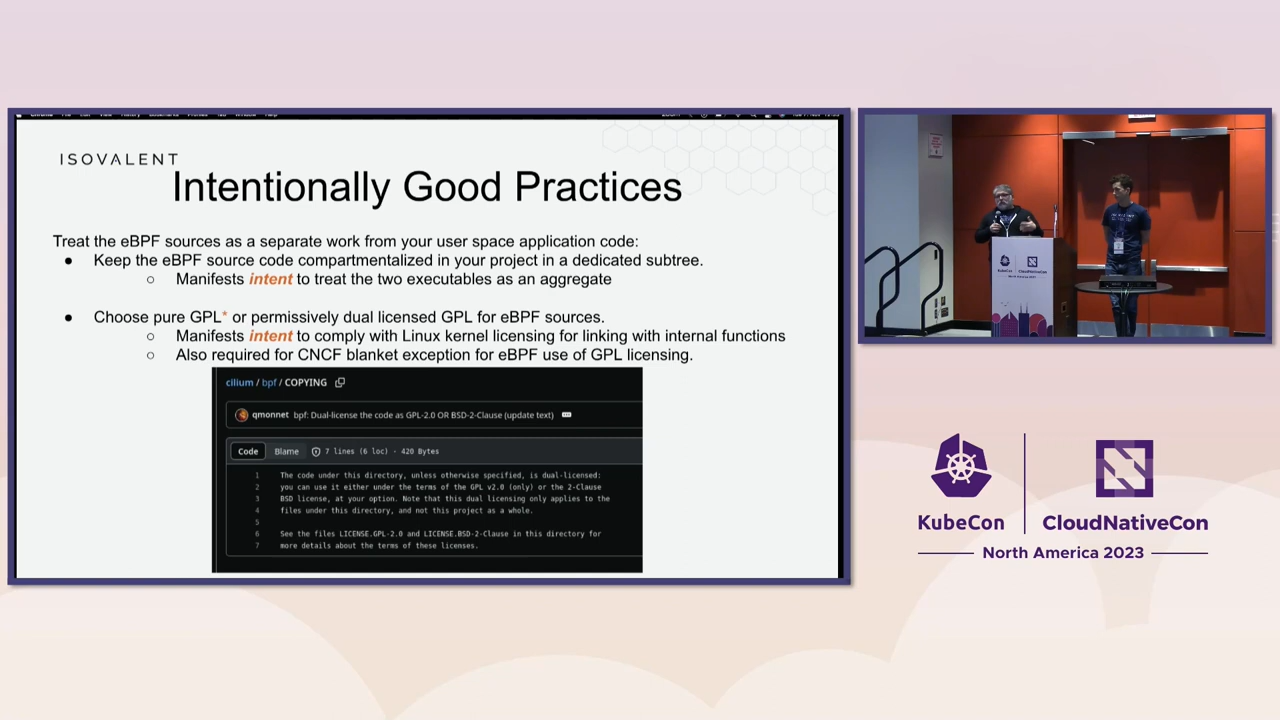 ISOVALENT
Intentionally Good Practices
Treat the eBPF sources as a separate work from your user space application code:
● Keep the eBPF source code compartmentalized in your project in a dedicated subtree.
○ Manifests intent to treat the two executables as an aggregate
● Choose pure GPL* or permissively dual licensed GPL for eBPF sources.
○ Manifests intent to comply with Linux kernel licensing for linking with internal functions
○ Also required for CNCF blanket exception for eBPF use of GPL licensing.
cilium / bpf / COPYING
qmonnet bpf: Dual-license the code as GPL-2.0 OR BSD-2-Clause (update text)
Code Blame 7 lines (6 loc) · 420 Bytes
1 The code under this directory, unless otherwise specified, is dual-licensed:
2 you can use it either under the terms of the GPL v2.0 (only) or the 2-Clause
3 BSD license, at your option. Note that this dual licensing only applies to the
4 files under this directory, and not this project as a whole.
5
6 See the files LICENSE.GPL-2.0 and LICENSE.BSD-2-Clause in this directory for
7 more details about the terms of these licenses.
KubeCon CloudNativeCon
North America 2023